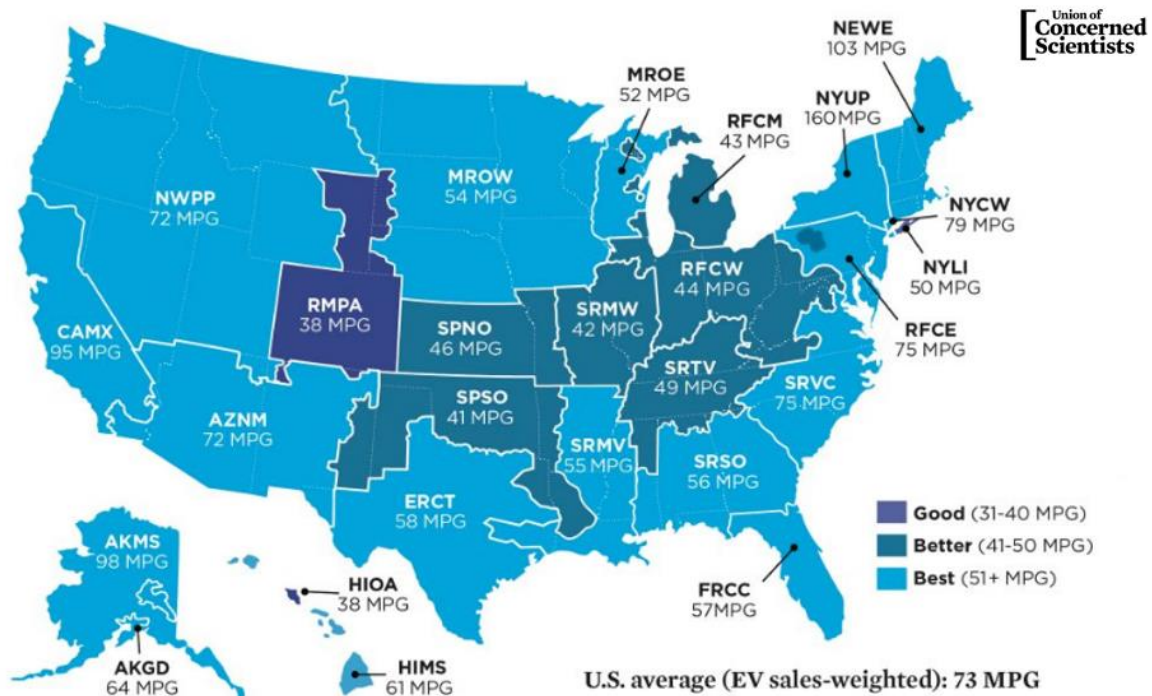 Union of
Concerned
Scientists
NEWE
103 MPG
MROE
52 MPG
NYUP
160 MPG
RFCM
43 MPG
MROW
54 MPG
NWPP
72 MPG
NYCW
79 MPG
NYLI
50 MPG
RFCW
44 MPG
RMPA
38 MPG
SRMW
42 MPG
SPNO
46 MPG
CAMX
95 MPG
RFCE
75 MPG
SRTV
49 MPG
SRVC
75 MPG
SPSO
41 MPG
AZNM
72 MPG
SRMV
55 MPG
SRSO
56 MPG
ERCT
58 MPG
Good (31-40 MPG)
Better (41-50 MPG)
Best (51+ MPG)
AKMS
98 MPG
HIOA
38 MPG
FRCC
57MPG
AKGD
64 MPG
HIMS
61 MPG
U.S. average (EV sales-weighted): 73 MPG